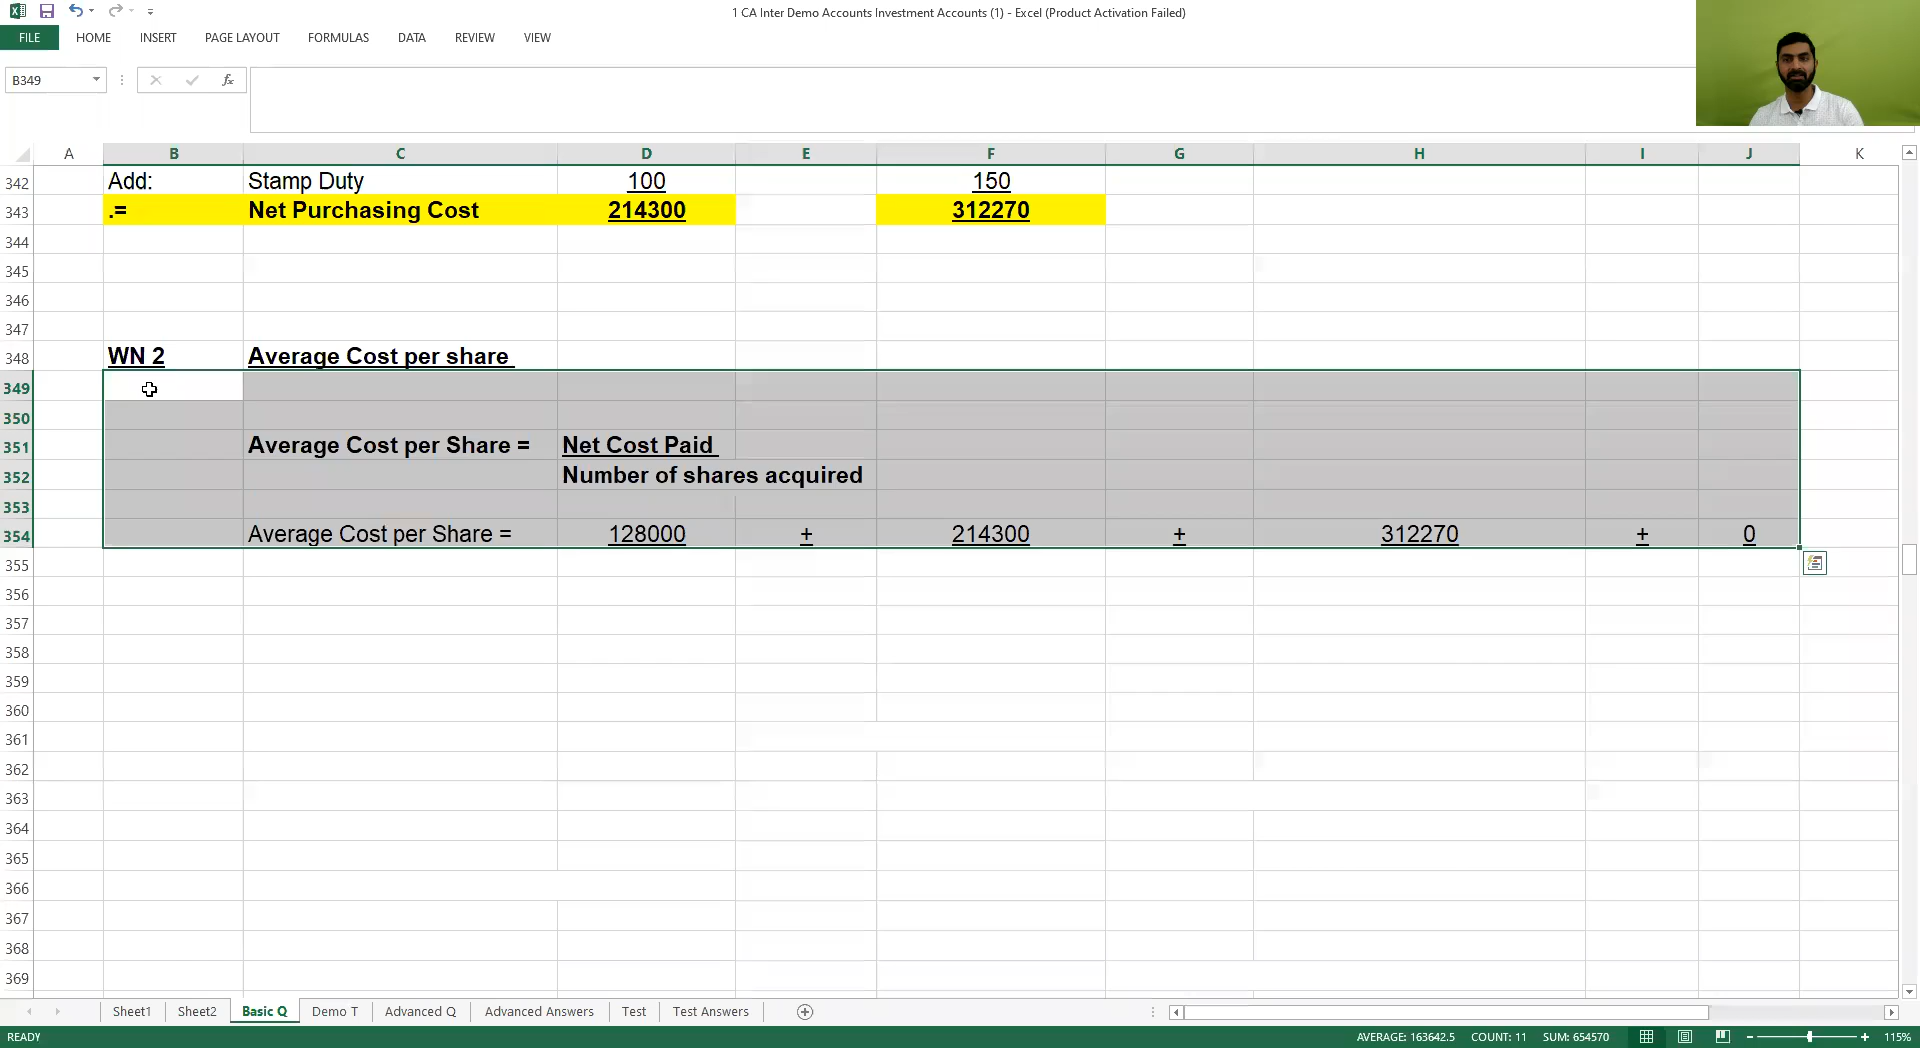 1 CA Inter Demo Accounts Investment Accounts (1) - Excel (Product Activation Failed)
FILE HOME INSERT PAGE LAYOUT FORMULAS DATA REVIEW VIEW
B349 fx
A B C D E F G H I J K
342 Add: Stamp Duty 100 150
343 .= Net Purchasing Cost 214300 312270
344
345
346
347
348 WN 2 Average Cost per share
349
350
351 Average Cost per Share = Net Cost Paid
352 Number of shares acquired
353
354 Average Cost per Share = 128000 + 214300 + 312270 + 0
355
356
357
358
359
360
361
362
363
364
365
366
367
368
369
Sheet1 Sheet2 Basic Q Demo T Advanced Q Advanced Answers Test Test Answers
READY AVERAGE: 163642.5 COUNT: 11 SUM: 654570 115%